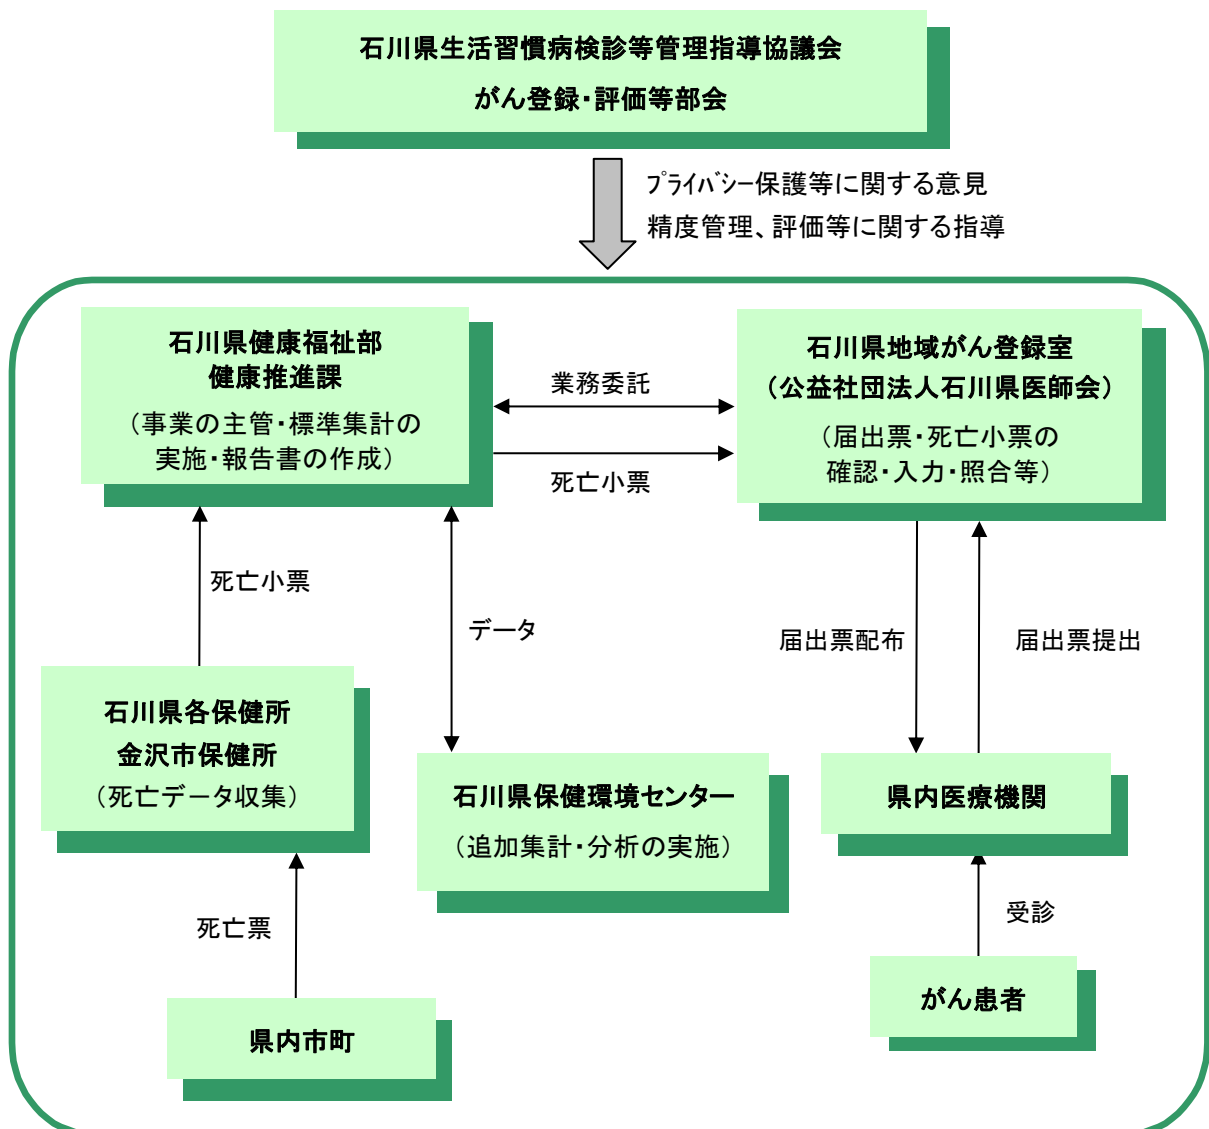 石川県生活習慣病検診等管理指導協議会
がん登録・評価等部会
プライバシー保護等に関する意見
精度管理、評価等に関する指導
石川県健康福祉部
健康推進課
（事業の主管・標準集計の
実施・報告書の作成）
業務委託
死亡小票
石川県地域がん登録室
（公益社団法人石川県医師会）
（届出票・死亡小票の
確認・入力・照合等）
死亡小票
データ
届出票配布
届出票提出
石川県各保健所
金沢市保健所
（死亡データ収集）
石川県保健環境センター
（追加集計・分析の実施）
県内医療機関
死亡票
受診
県内市町
がん患者